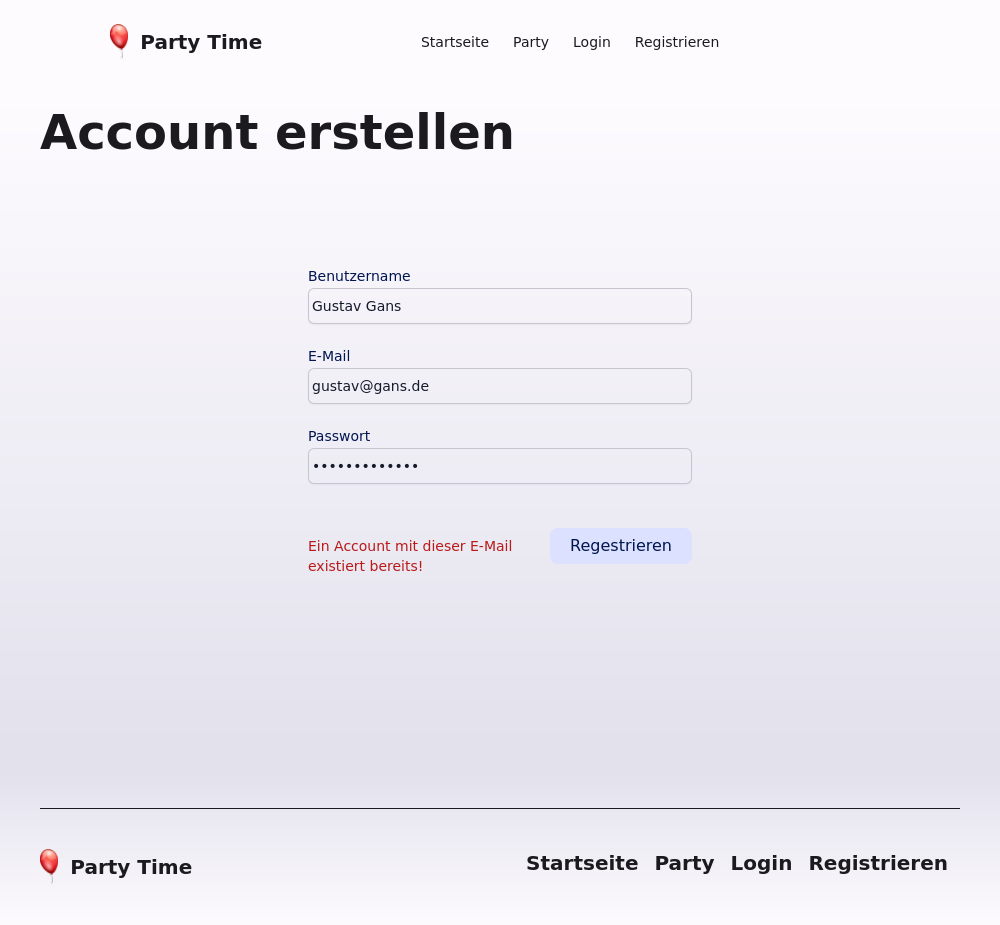 Party Time
Startseite Party Login Registrieren
Account erstellen
Benutzername
Gustav Gans
E-Mail
gustav@gans.de
Passwort
•••••••••••••
Ein Account mit dieser E-Mail
existiert bereits!
Regestrieren
Party Time
Startseite Party Login Registrieren